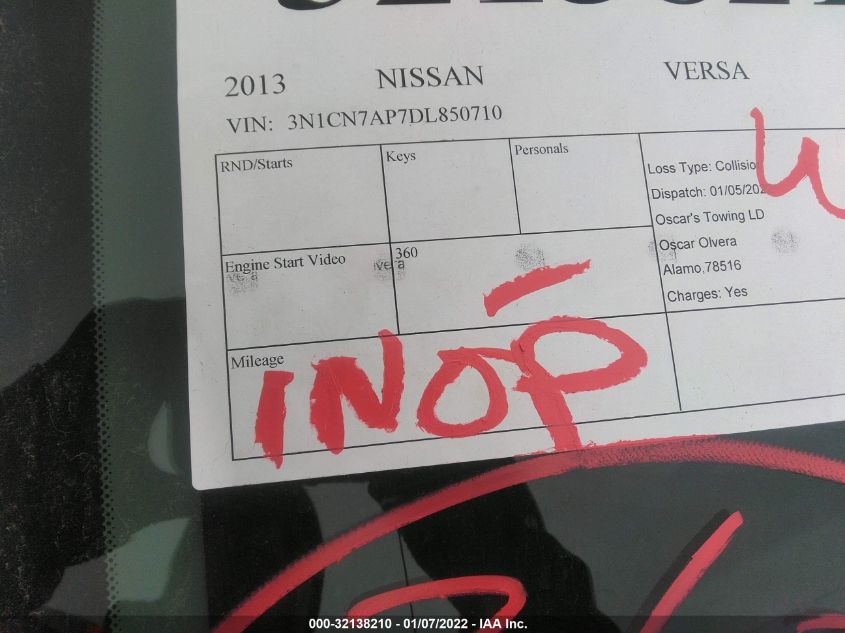 2013 NISSAN VERSA
VIN: 3N1CN7AP7DL850710
RND/Starts Keys Personals
Loss Type: Collision
Dispatch: 01/05/202
Oscar's Towing LD
Oscar Olvera
Alamo,78516
Charges: Yes
Engine Start Video 360
Mileage
INOP
000-32138210 - 01/07/2022 - IAA Inc.